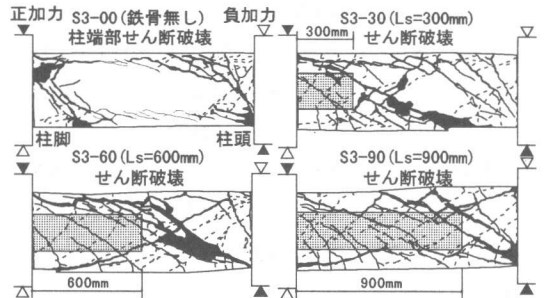 正加力 S3-00(鉄骨無し) 負加力
柱端部せん断破壊
柱脚 柱頭
S3-30(Ls=300mm)
300mm せん断破壊
S3-60(Ls=600mm)
せん断破壊
600mm
S3-90(Ls=900mm)
せん断破壊
900mm